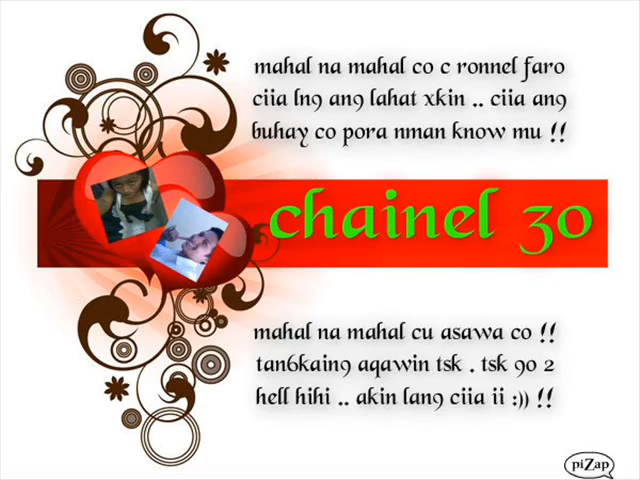 mahal na mahal co c ronnel faro
ciia ln9 an9 lahat xkin .. ciia an9
buhay co pora nman know mu !!
chainel 30
mahal na mahal cu asawa co !!
tan6kain9 aqawin tsk . tsk 9o 2
hell hihi .. akin lan9 ciia ii :)) !!
piZap